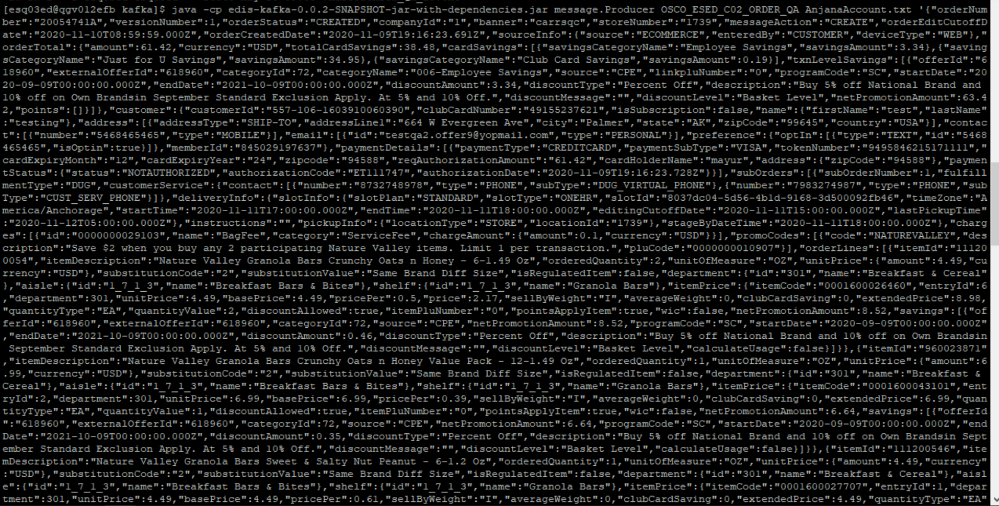 [esq03ed@qgv012efb kafka]$ java -cp edis-kafka-0.0.2-SNAPSHOT-jar-with-dependencies.jar message.Producer OSCO_ESED_C02_ORDER_QA AnjanaAccount.txt '{"orderNum
ber":"20054741A","versionNumber":1,"orderStatus":"CREATED","companyId":"1","banner":"carrsqc","storeNumber":"1739","messageAction":"CREATE","orderEditCutoffD
ate":"2020-11-10T08:59:59.000Z","orderCreatedDate":"2020-11-09T19:16:23.691Z","sourceInfo":{"source":"ECOMMERCE","enteredBy":"CUSTOMER","deviceType":"WEB"},"
orderTotal":{"amount":61.42,"currency":"USD","totalCardSavings":38.48,"cardSavings":[{"savingsCategoryName":"Employee Savings","savingsAmount":3.34},{"saving
sCategoryName":"Just for U Savings","savingsAmount":34.95},{"savingsCategoryName":"Club Card Savings","savingsAmount":0.19}],"txnLevelSavings":[{"offerId":"6
18960","externalOfferId":"618960","categoryId":72,"categoryName":"006-Employee Savings","source":"CPE","linkpluNumber":"0","programCode":"SC","startDate":"20
20-09-09T00:00:00.000Z","endDate":"2021-10-09T00:00:00.000Z","discountAmount":3.34,"discountType":"Percent Off","description":"Buy 5% off National Brand and
10% off on Own Brandsin September Standard Exclusion Apply. At 5% and 10% Off.","discountMessage":"","discountLevel":"Basket Level","netPromotionAmount":63.4
2,"points":[]}]},"customer":{"customerId":"557-106-1603910060390","clubCardNumber":"49155237621","isSubscription":false,"name":{"firstName":"test","lastName"
:"testing"},"address":[{"addressType":"SHIP-TO","addressLine1":"664 W Evergreen Ave","city":"Palmer","state":"AK","zipCode":"99645","country":"USA"}],"contac
t":[{"number":"5468465465","type":"MOBILE"}],"email":[{"id":"testqa2.offer9@yopmail.com","type":"PERSONAL"}],"preference":{"optIn":[{"type":"TEXT","id":"5468
465465","isOptin":true}]},"memberId":"845029197637"},"paymentDetails":[{"paymentType":"CREDITCARD","paymentSubType":"VISA","tokenNumber":"9495846215171111","
cardExpiryMonth":"12","cardExpiryYear":"24","zipcode":"94588","reqAuthorizationAmount":"61.42","cardHolderName":"mayur","address":{"zipCode":"94588"},"paymen
tStatus":{"status":"NOTAUTHORIZED","authorizationCode":"ET111747","authorizationDate":"2020-11-09T19:16:23.728Z"}}],"subOrders":[{"subOrderNumber":1,"fulfill
mentType":"DUG","customerService":{"contact":[{"number":"8732748978","type":"PHONE","subType":"DUG_VIRTUAL_PHONE"},{"number":"7983274987","type":"PHONE","sub
Type":"CUST_SERV_PHONE"}]},"deliveryInfo":{"slotInfo":{"slotPlan":"STANDARD","slotType":"ONEHR","slotId":"8037dc04-5d56-4b1d-9168-3d500092fb46","timeZone":"A
merica/Anchorage","startTime":"2020-11-11T17:00:00.000Z","endTime":"2020-11-11T18:00:00.000Z","editingCutoffDate":"2020-11-11T15:00:00.000Z","lastPickupTime"
:"2020-11-12T05:00:00.000Z"},"instructions":"","pickupInfo":{"locationType":"STORE","locationId":"1739"},"stageByDateTime":"2020-11-11T18:00:00.000Z"},"charg
es":[{"id":"0000000029103","name":"BagFee","category":"ServiceFee","chargeAmount":{"amount":0.1,"currency":"USD"}}],"promoCodes":[{"code":"NATUREVALLEY","des
cription":"Save $2 when you buy any 2 participating Nature Valley items. Limit 1 per transaction.","pluCode":"0000000010907"}],"orderLines":[{"itemId":"11120
0054","itemDescription":"Nature Valley Granola Bars Crunchy Oats n Honey - 6-1.49 Oz","orderedQuantity":2,"unitOfMeasure":"OZ","unitPrice":{"amount":4.49,"cu
rrency":"USD"},"substitutionCode":"2","substitutionValue":"Same Brand Diff Size","isRegulatedItem":false,"department":{"id":"301","name":"Breakfast & Cereal"
},"aisle":{"id":"1_7_1_3","name":"Breakfast Bars & Bites"},"shelf":{"id":"1_7_1_3","name":"Granola Bars"},"itemPrice":{"itemCode":"0001600026460","entryId":6
,"department":301,"unitPrice":4.49,"basePrice":4.49,"pricePer":0.5,"price":2.17,"sellByWeight":"I","averageWeight":0,"clubCardSaving":0,"extendedPrice":8.98,
"quantityType":"EA","quantityValue":2,"discountAllowed":true,"itemPluNumber":"0","pointsApplyItem":true,"wic":false,"netPromotionAmount":8.52,"savings":[{"of
ferId":"618960","externalOfferId":"618960","categoryId":72,"source":"CPE","netPromotionAmount":8.52,"programCode":"SC","startDate":"2020-09-09T00:00:00.000Z"
,"endDate":"2021-10-09T00:00:00.000Z","discountAmount":0.46,"discountType":"Percent Off","description":"Buy 5% off National Brand and 10% off on Own Brandsin
September Standard Exclusion Apply. At 5% and 10% Off.","discountMessage":"","discountLevel":"Basket Level","calculateUsage":false}]}},{"itemId":"960023871"
,"itemDescription":"Nature Valley Granola Bars Crunchy Oats n Honey Value Pack - 12-1.49 Oz","orderedQuantity":1,"unitOfMeasure":"OZ","unitPrice":{"amount":6
.99,"currency":"USD"},"substitutionCode":"2","substitutionValue":"Same Brand Diff Size","isRegulatedItem":false,"department":{"id":"301","name":"Breakfast &
Cereal"},"aisle":{"id":"1_7_1_3","name":"Breakfast Bars & Bites"},"shelf":{"id":"1_7_1_3","name":"Granola Bars"},"itemPrice":{"itemCode":"0001600043101","ent
ryId":2,"department":301,"unitPrice":6.99,"basePrice":6.99,"pricePer":0.39,"sellByWeight":"I","averageWeight":0,"clubCardSaving":0,"extendedPrice":6.99,"quan
tityType":"EA","quantityValue":1,"discountAllowed":true,"itemPluNumber":"0","pointsApplyItem":true,"wic":false,"netPromotionAmount":6.64,"savings":[{"offerId
":"618960","externalOfferId":"618960","categoryId":72,"source":"CPE","netPromotionAmount":6.64,"programCode":"SC","startDate":"2020-09-09T00:00:00.000Z","end
Date":"2021-10-09T00:00:00.000Z","discountAmount":0.35,"discountType":"Percent Off","description":"Buy 5% off National Brand and 10% off on Own Brandsin Sept
ember Standard Exclusion Apply. At 5% and 10% Off.","discountMessage":"","discountLevel":"Basket Level","calculateUsage":false}]}},{"itemId":"111200546","ite
mDescription":"Nature Valley Granola Bars Sweet & Salty Nut Peanut - 6-1.2 Oz","orderedQuantity":1,"unitOfMeasure":"OZ","unitPrice":{"amount":4.49,"currency"
:"USD"},"substitutionCode":"2","substitutionValue":"Same Brand Diff Size","isRegulatedItem":false,"department":{"id":"301","name":"Breakfast & Cereal"},"aisl
e":{"id":"1_7_1_3","name":"Breakfast Bars & Bites"},"shelf":{"id":"1_7_1_3","name":"Granola Bars"},"itemPrice":{"itemCode":"0001600027707","entryId":1,"depar
tment":301,"unitPrice":4.49,"basePrice":4.49,"pricePer":0.61,"sellByWeight":"I","averageWeight":0,"clubCardSaving":0,"extendedPrice":4.49,"quantityType":"EA"